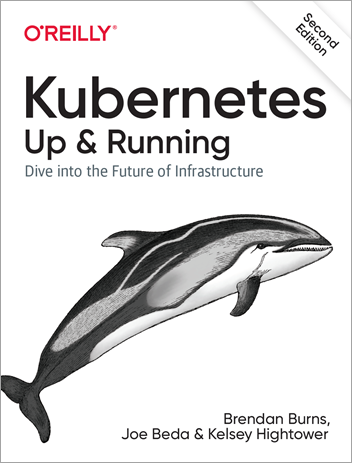 O'REILLY®
Second
Edition
Kubernetes
Up & Running
Dive into the Future of Infrastructure
Brendan Burns,
Joe Beda & Kelsey Hightower